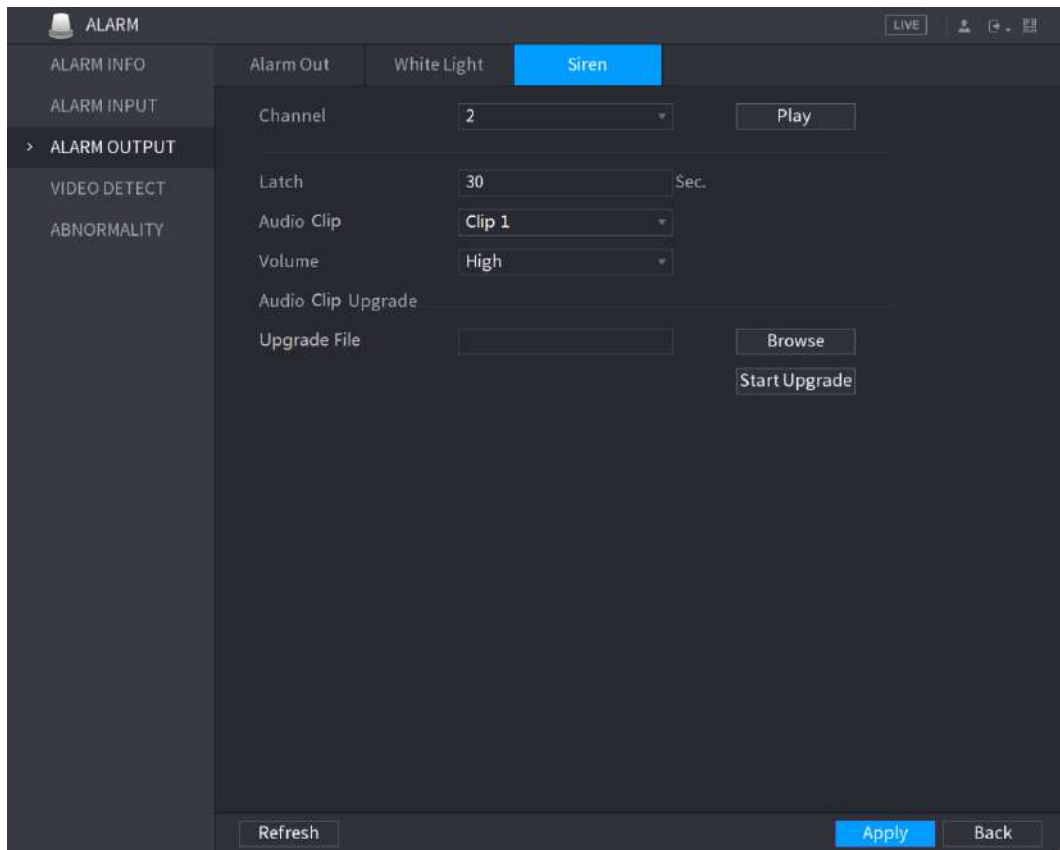 ALARM
LIVE
ALARM INFO
ALARM INPUT
ALARM OUTPUT
VIDEO DETECT
ABNORMALITY
Alarm Out White Light Siren
Channel 2 Play
Latch 30 Sec.
Audio Clip Clip 1
Volume High
Audio Clip Upgrade
Upgrade File Browse
Start Upgrade
Refresh Apply Back